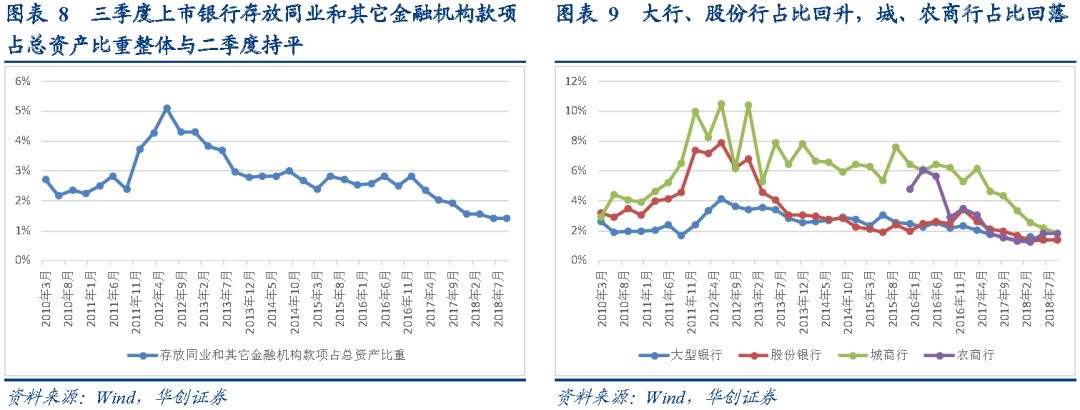 图表 8 三季度上市银行存放同业和其它金融机构款项
占总资产比重整体与二季度持平
6%
5%
4%
3%
2%
1%
0%
2010年3月
2010年8月
2011年1月
2011年6月
2011年11月
2012年4月
2012年9月
2013年2月
2013年7月
2013年12月
2014年5月
2014年10月
2015年3月
2015年8月
2016年1月
2016年6月
2016年11月
2017年4月
2017年9月
2018年2月
2018年7月
存放同业和其它金融机构款项占总资产比重
资料来源：Wind，华创证券
图表 9 大行、股份行占比回升，城、农商行占比回落
12%
10%
8%
6%
4%
2%
0%
2010年3月
2010年8月
2011年1月
2011年6月
2011年11月
2012年4月
2012年9月
2013年2月
2013年7月
2013年12月
2014年5月
2014年10月
2015年3月
2015年8月
2016年1月
2016年6月
2016年11月
2017年4月
2017年9月
2018年2月
2018年7月
大型银行
股份银行
城商行
农商行
资料来源：Wind，华创证券